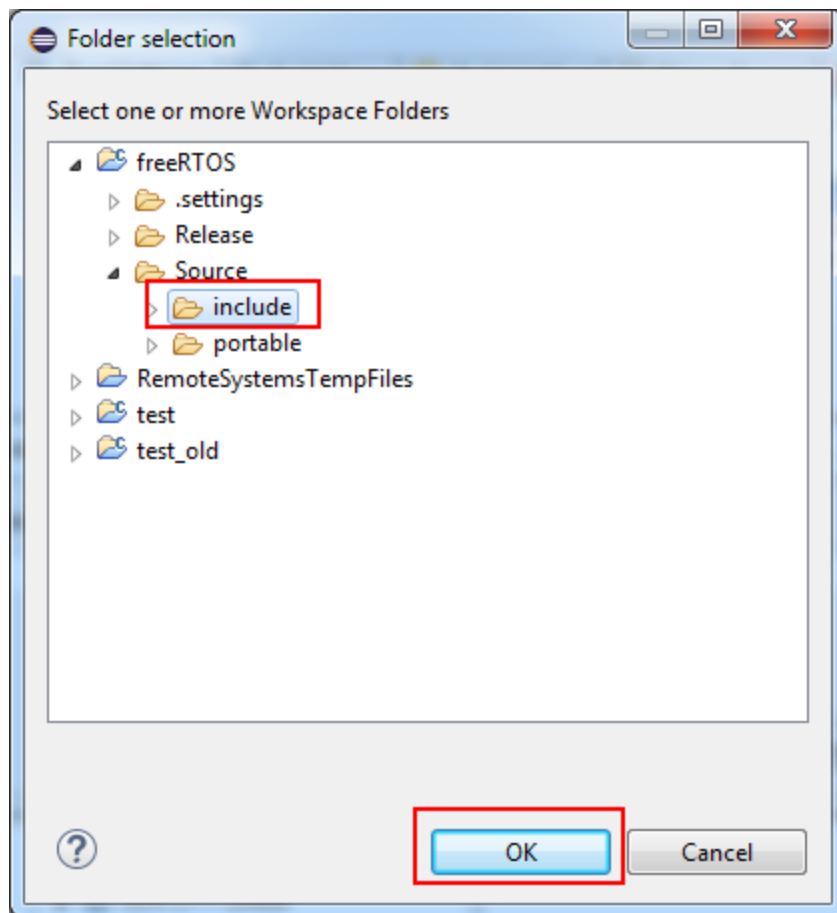 Folder selection
Select one or more Workspace Folders
freeRTOS
.settings
Release
Source
include
portable
RemoteSystemsTempFiles
test
test_old
?
OK Cancel